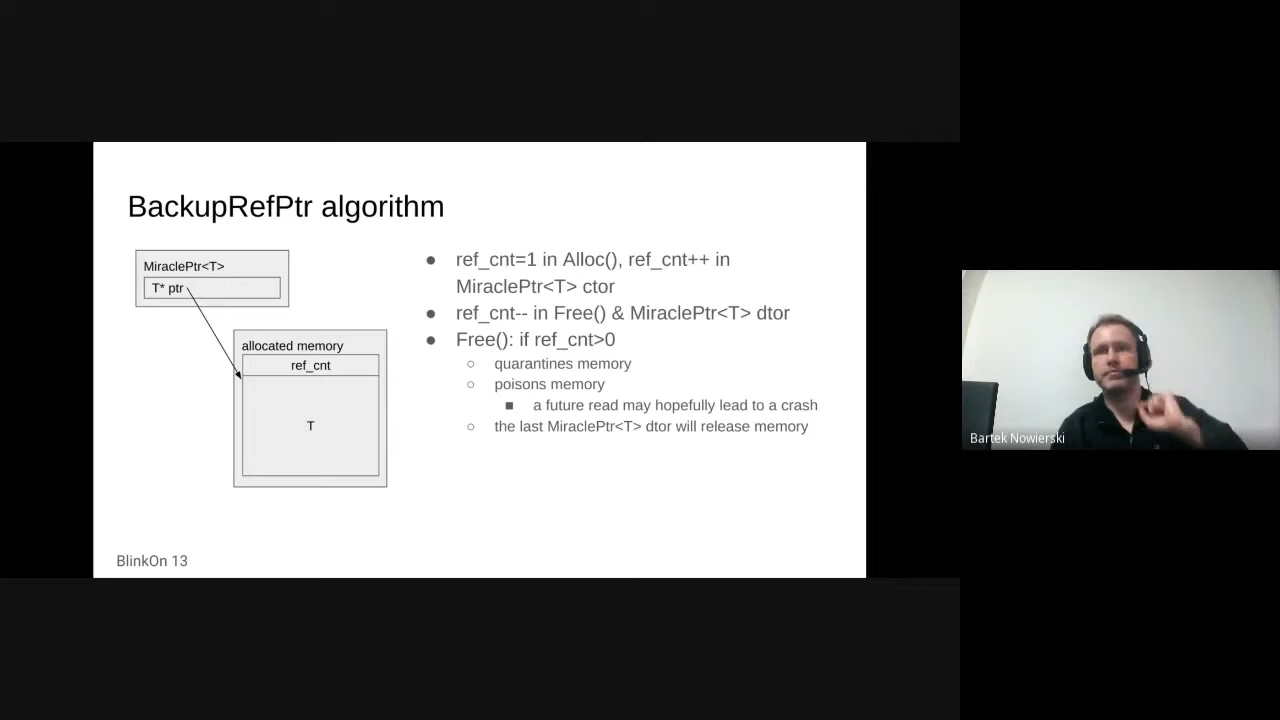 BackupRefPtr algorithm
MiraclePtr<T>
T* ptr
allocated memory
ref_cnt
T
● ref_cnt=1 in Alloc(), ref_cnt++ in
MiraclePtr<T> ctor
● ref_cnt-- in Free() & MiraclePtr<T> dtor
● Free(): if ref_cnt>0
○ quarantines memory
○ poisons memory
■ a future read may hopefully lead to a crash
○ the last MiraclePtr<T> dtor will release memory
BlinkOn 13
Bartek Nowierski